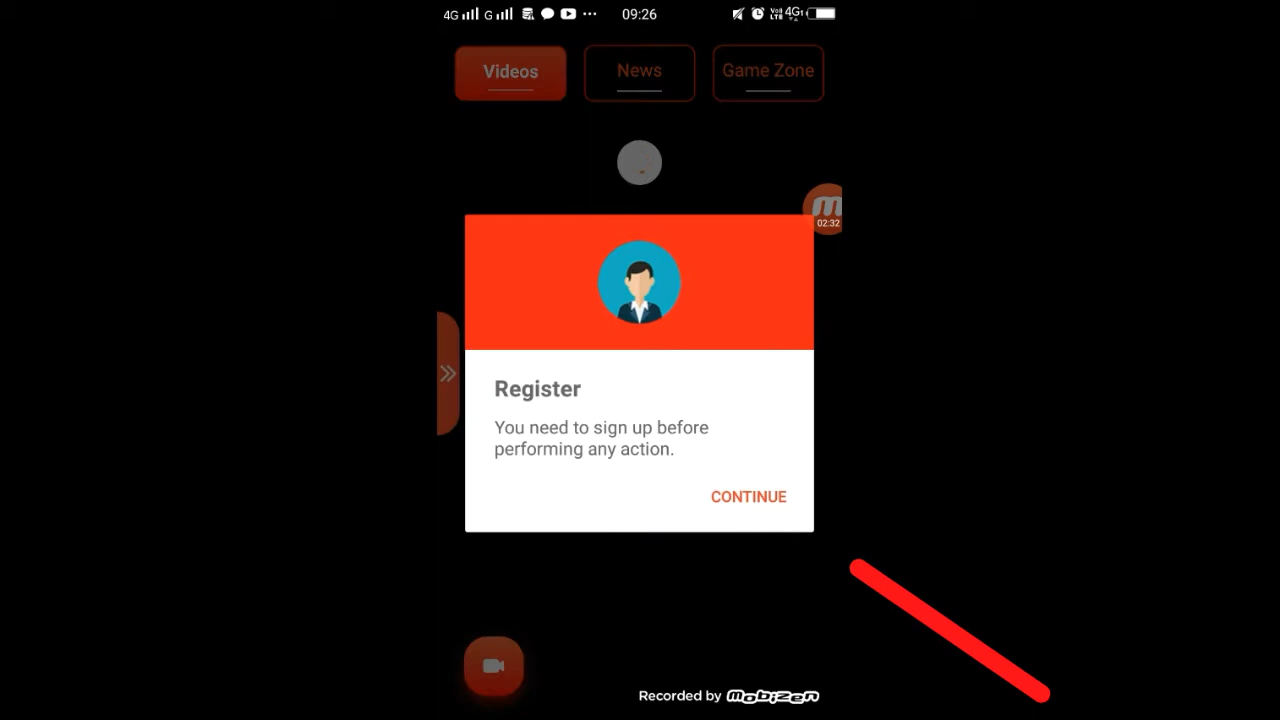 4G G 09:26 4G
Videos News Game Zone
02:32
Register
You need to sign up before
performing any action.
CONTINUE
Recorded by mobizen